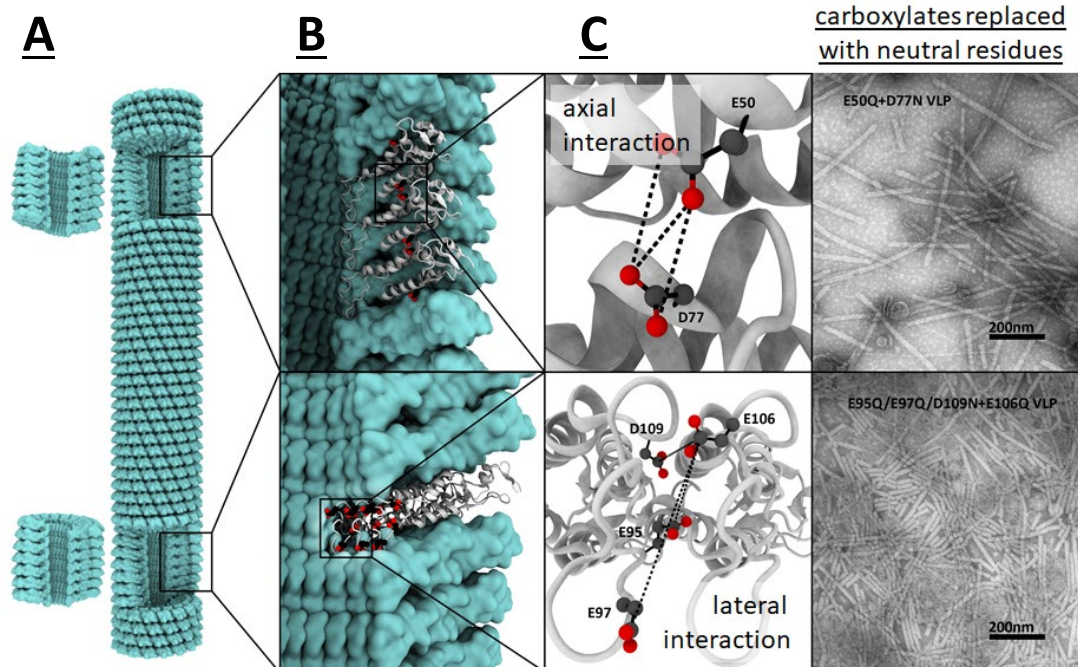 A
B
C
carboxylates replaced
with neutral residues
axial
interaction
E50
D77
E50Q+D77N VLP
200nm
D109
E106
E95
E97
lateral
interaction
E95Q/E97Q/D109N+E106Q VLP
200nm